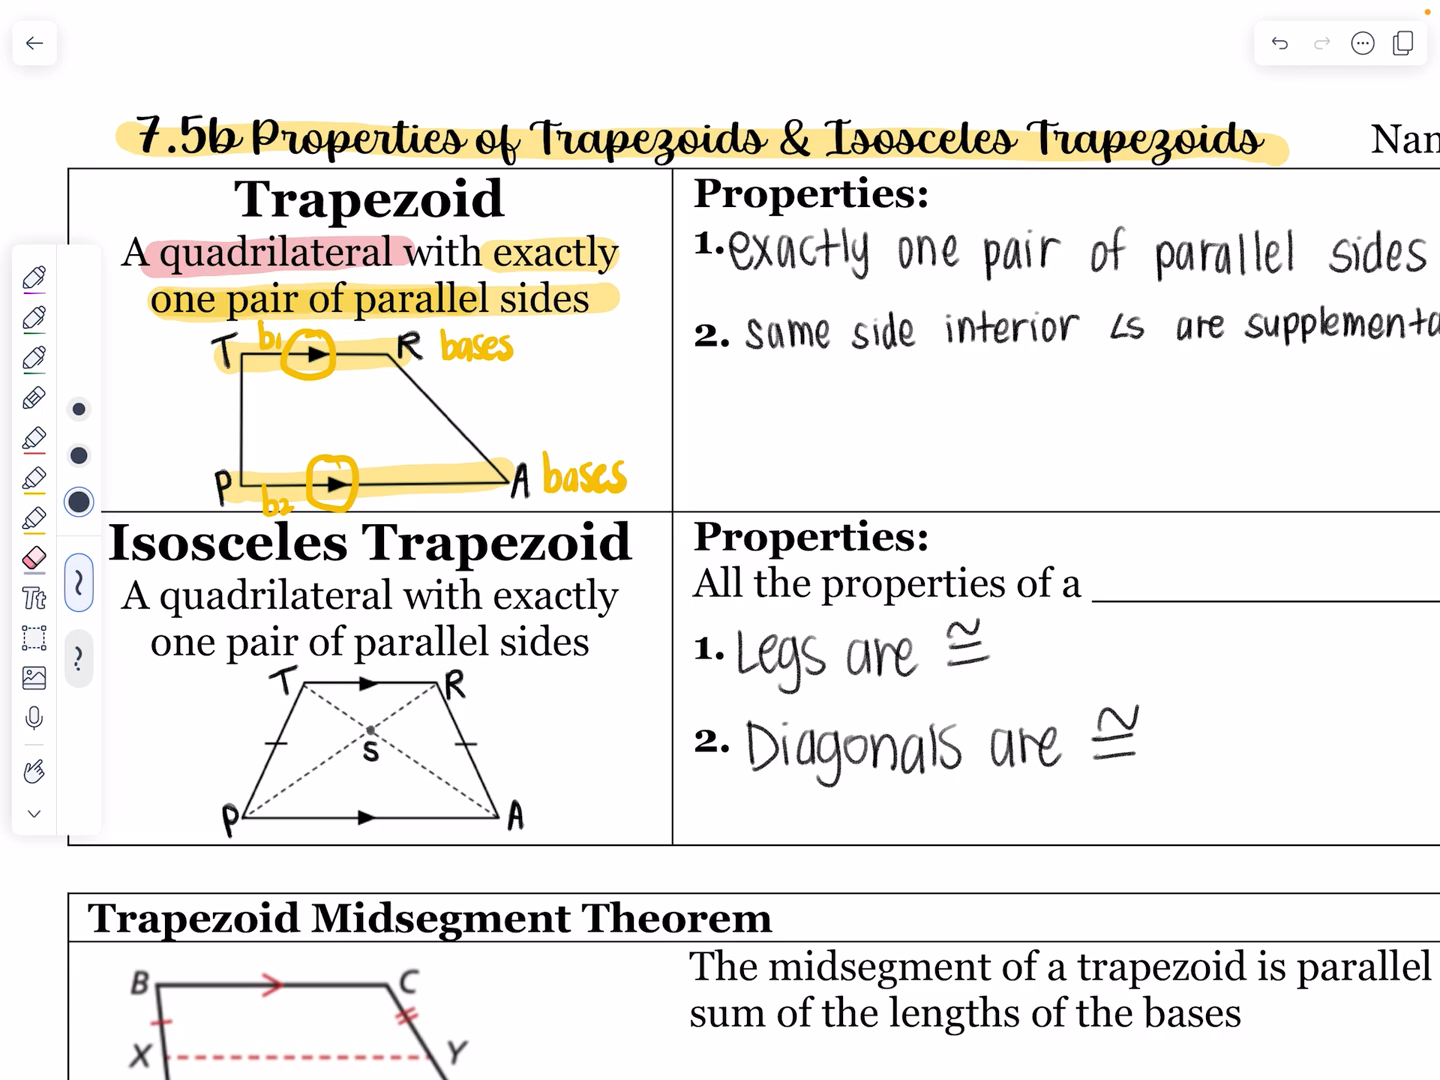 7.5b Properties of Trapezoids & Isosceles Trapezoids
Nan
Trapezoid
A quadrilateral with exactly
one pair of parallel sides
T b₁ R bases
P b₂ A bases
Properties:
1. exactly one pair of parallel sides
2. same side interior ∠s are supplementa
Isosceles Trapezoid
A quadrilateral with exactly
one pair of parallel sides
T R
S
P A
Properties:
All the properties of a ____________
1. Legs are ≅
2. Diagonals are ≅
Trapezoid Midsegment Theorem
B C
X Y
The midsegment of a trapezoid is parallel
sum of the lengths of the bases
Tt